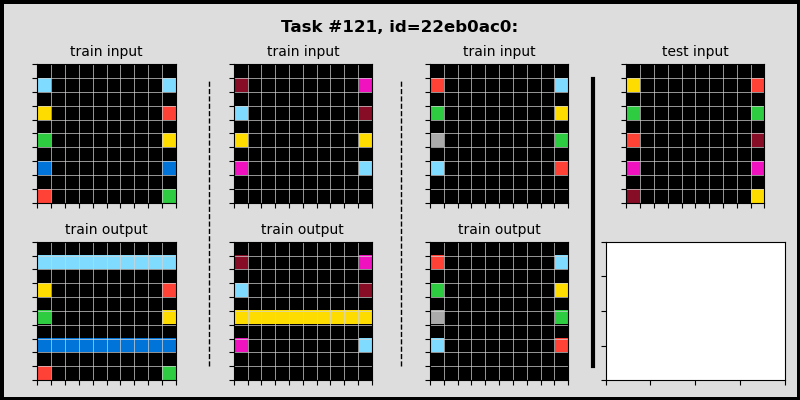 Task #121, id=22eb0ac0:
train input
train input
train input
test input
train output
train output
train output